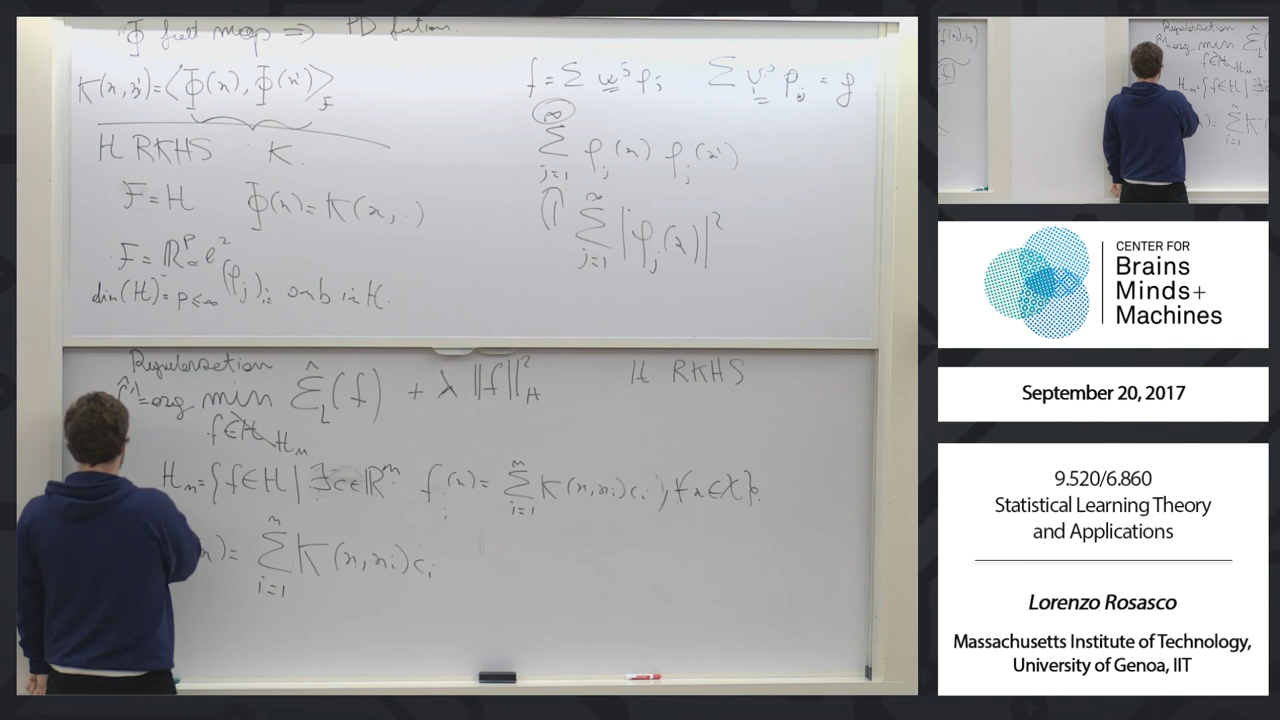 Φ feat. map ⇒ PD function.
K(x,x')=⟨Φ(x),Φ(x')⟩_F
H RKHS K.
F=H Φ(x)=K(x,·)
F=ℝ^p ≃ ℓ²
dim(H)=p≤∞ (φ_j)_j : onb in H.
f=Σ w^j φ_j Σ v^j φ_j = g
Σ_{j=1}^∞ φ_j(x) φ_j(x')
Σ_{j=1}^∞ |φ_j(x)|²
Regularization
f̂^λ=arg min Ê_L(f) + λ ‖f‖²_H H RKHS
f∈H H_n
H_n={f∈H | ∃c∈ℝ^n f(x)= Σ_{i=1}^n K(x,x_i)c_i, ∀x∈X}.
(x)= Σ_{i=1}^n K(x,x_i)c_i
CENTER FOR
Brains
Minds+
Machines
September 20, 2017
9.520/6.860
Statistical Learning Theory
and Applications
Lorenzo Rosasco
Massachusetts Institute of Technology,
University of Genoa, IIT